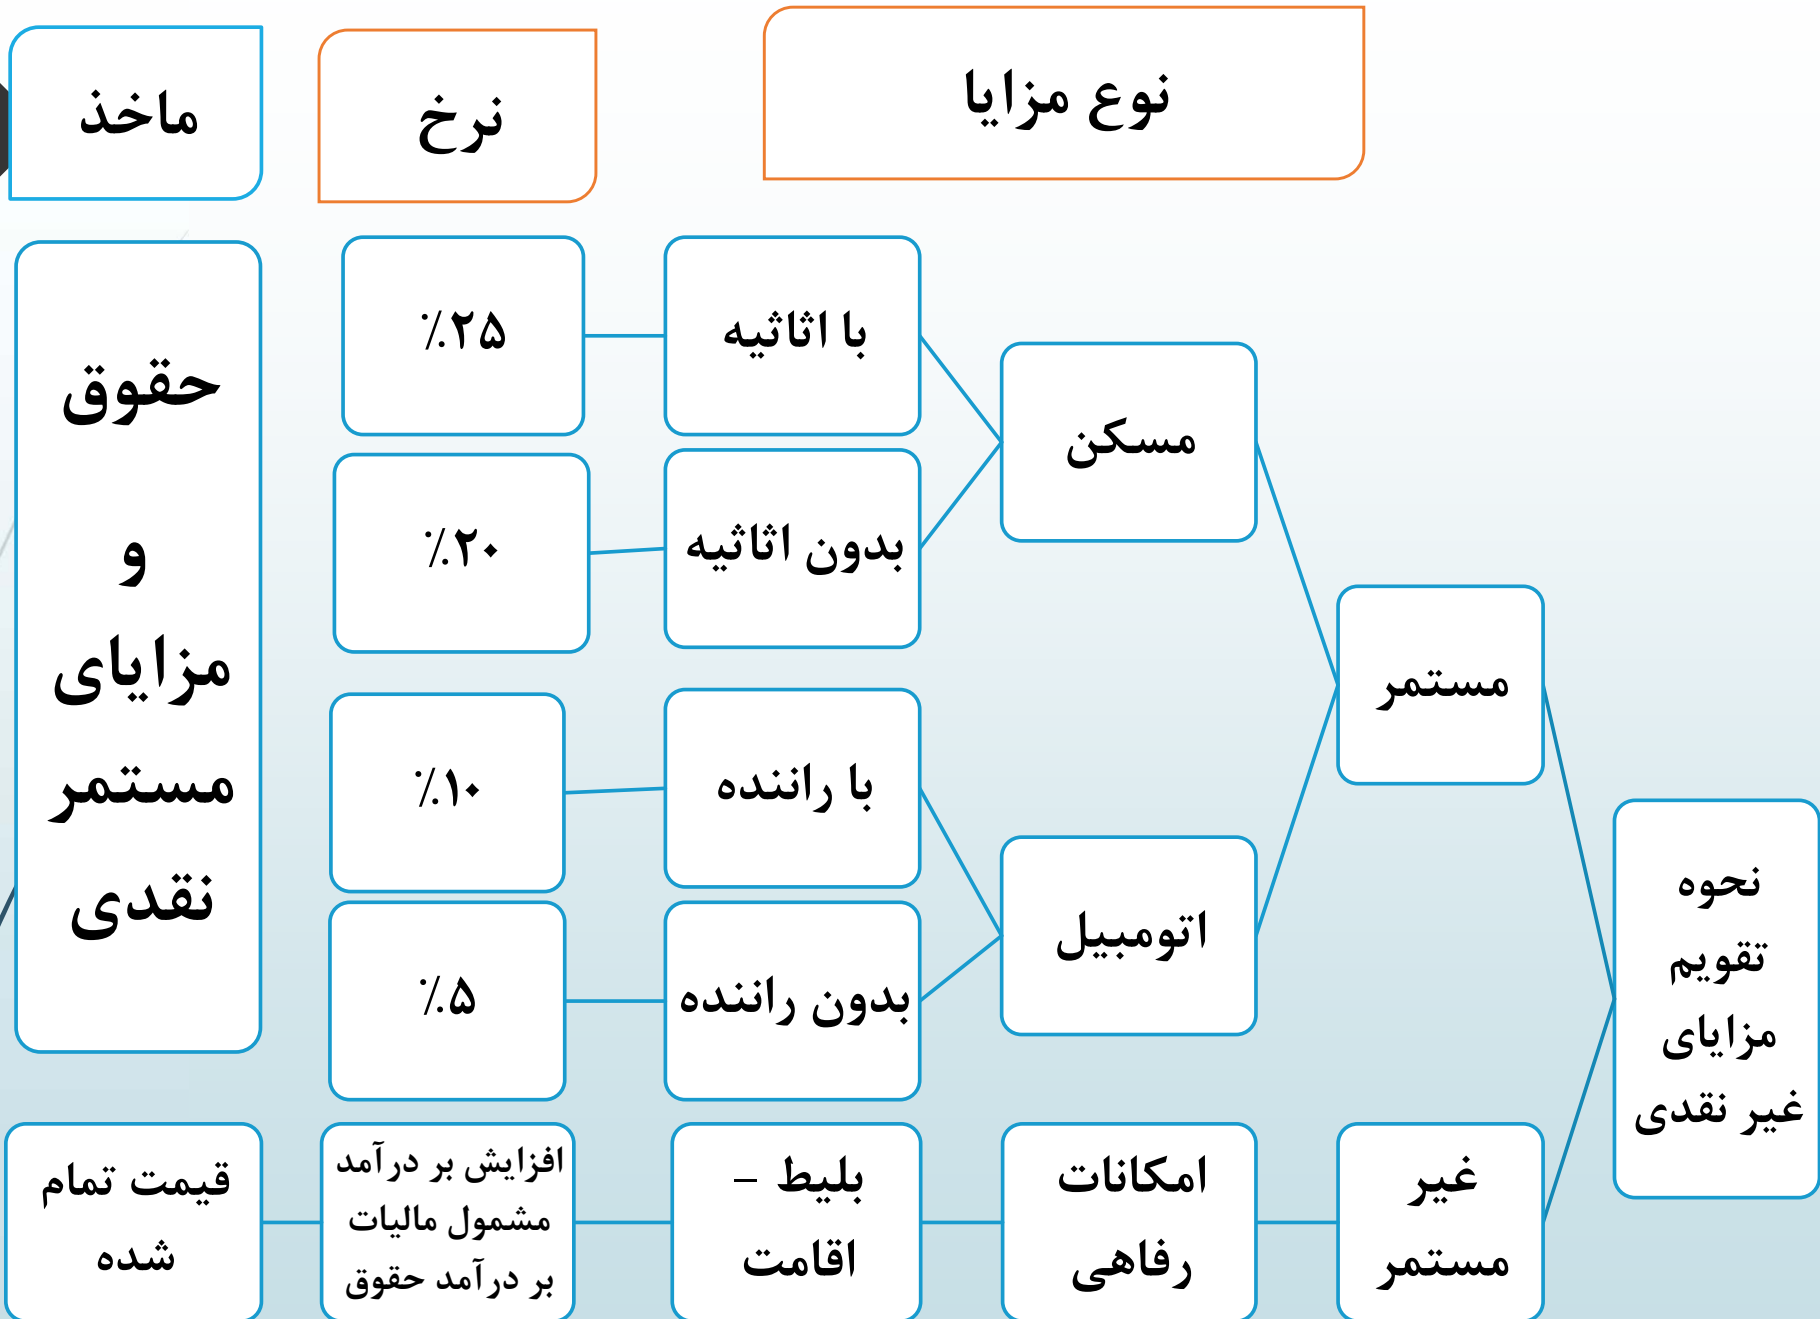 نوع مزایا
نرخ
ماخذ
نحوه
تقویم
مزایای
غیر نقدی
مستمر
مسکن
با اثاثیه
٪۲۵
بدون اثاثیه
٪۲۰
اتومبیل
با راننده
٪۱۰
بدون راننده
٪۵
حقوق
و
مزایای
مستمر
نقدی
غیر
مستمر
امکانات
رفاهی
بلیط –
اقامت
افزایش بر درآمد
مشمول مالیات
بر درآمد حقوق
قیمت تمام
شده